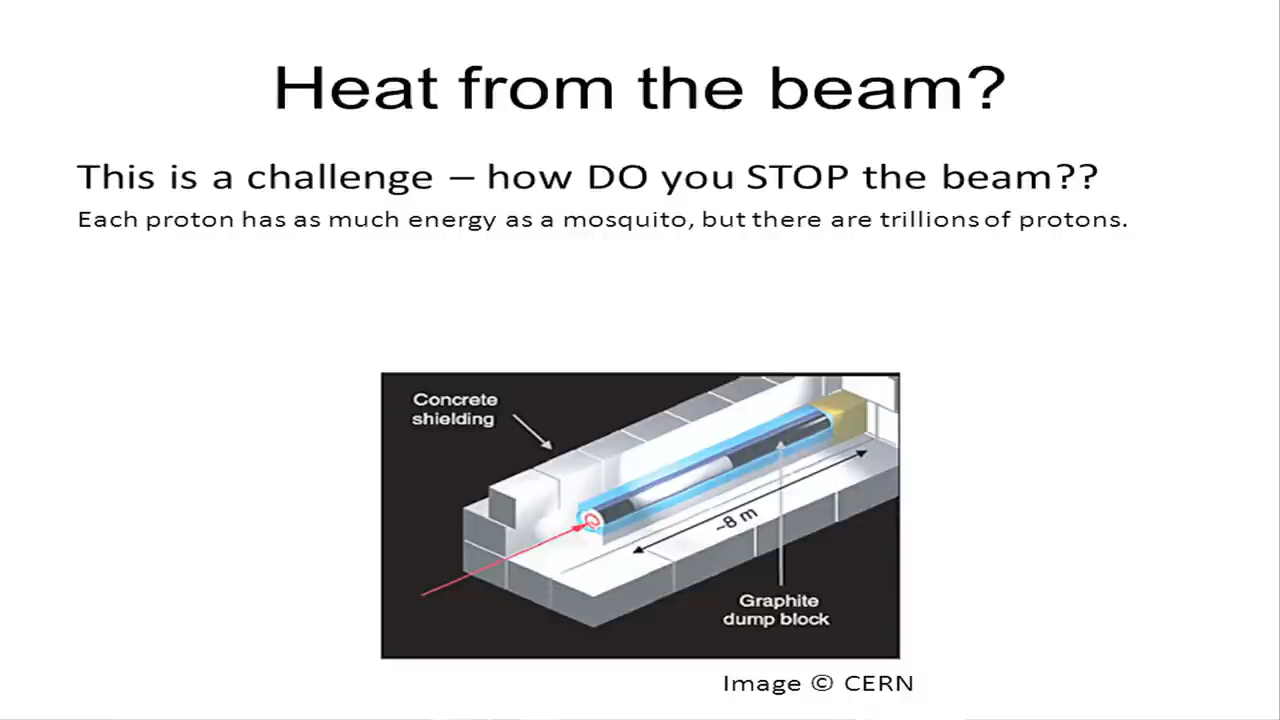 Heat from the beam?
This is a challenge – how DO you STOP the beam??
Each proton has as much energy as a mosquito, but there are trillions of protons.
Concrete
shielding
~8 m
Graphite
dump block
Image © CERN